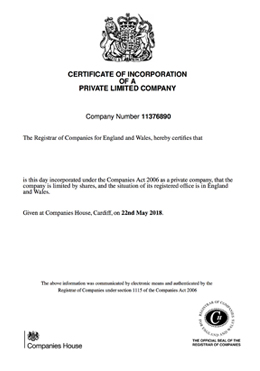 CERTIFICATE OF INCORPORATION
OF A
PRIVATE LIMITED COMPANY
Company Number 11376890
The Registrar of Companies for England and Wales, hereby certifies that
is this day incorporated under the Companies Act 2006 as a private company, that the
company is limited by shares, and the situation of its registered office is in England
and Wales.
Given at Companies House, Cardiff, on 22nd May 2018.
The above information was communicated by electronic means and authenticated by the
Registrar of Companies under section 1115 of the Companies Act 2006
Companies House
THE OFFICIAL SEAL OF THE
REGISTRAR OF COMPANIES